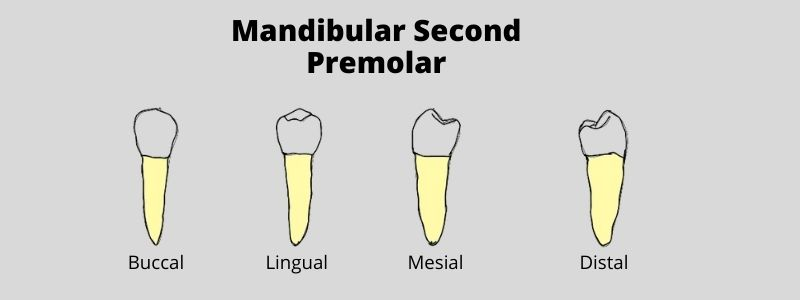 Mandibular Second
Premolar
Buccal
Lingual
Mesial
Distal